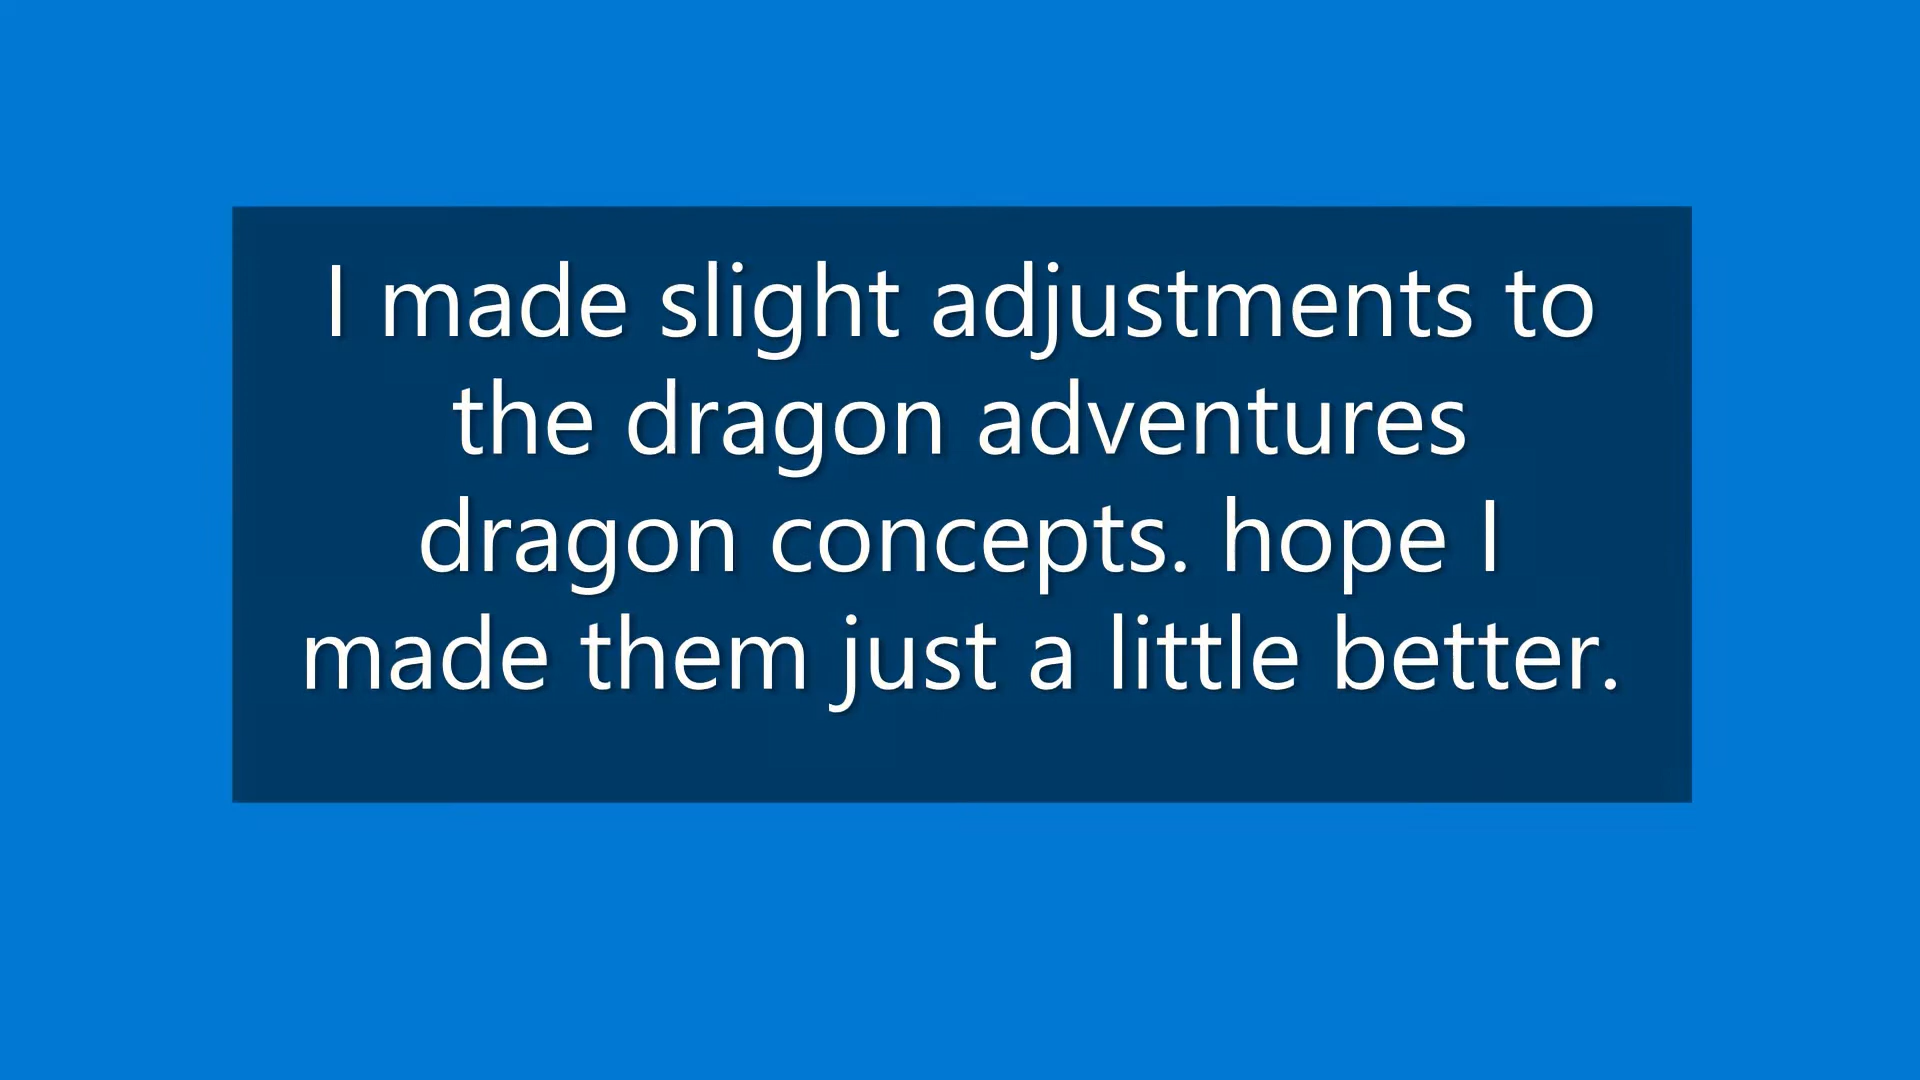 I made slight adjustments to
the dragon adventures
dragon concepts. hope I
made them just a little better.